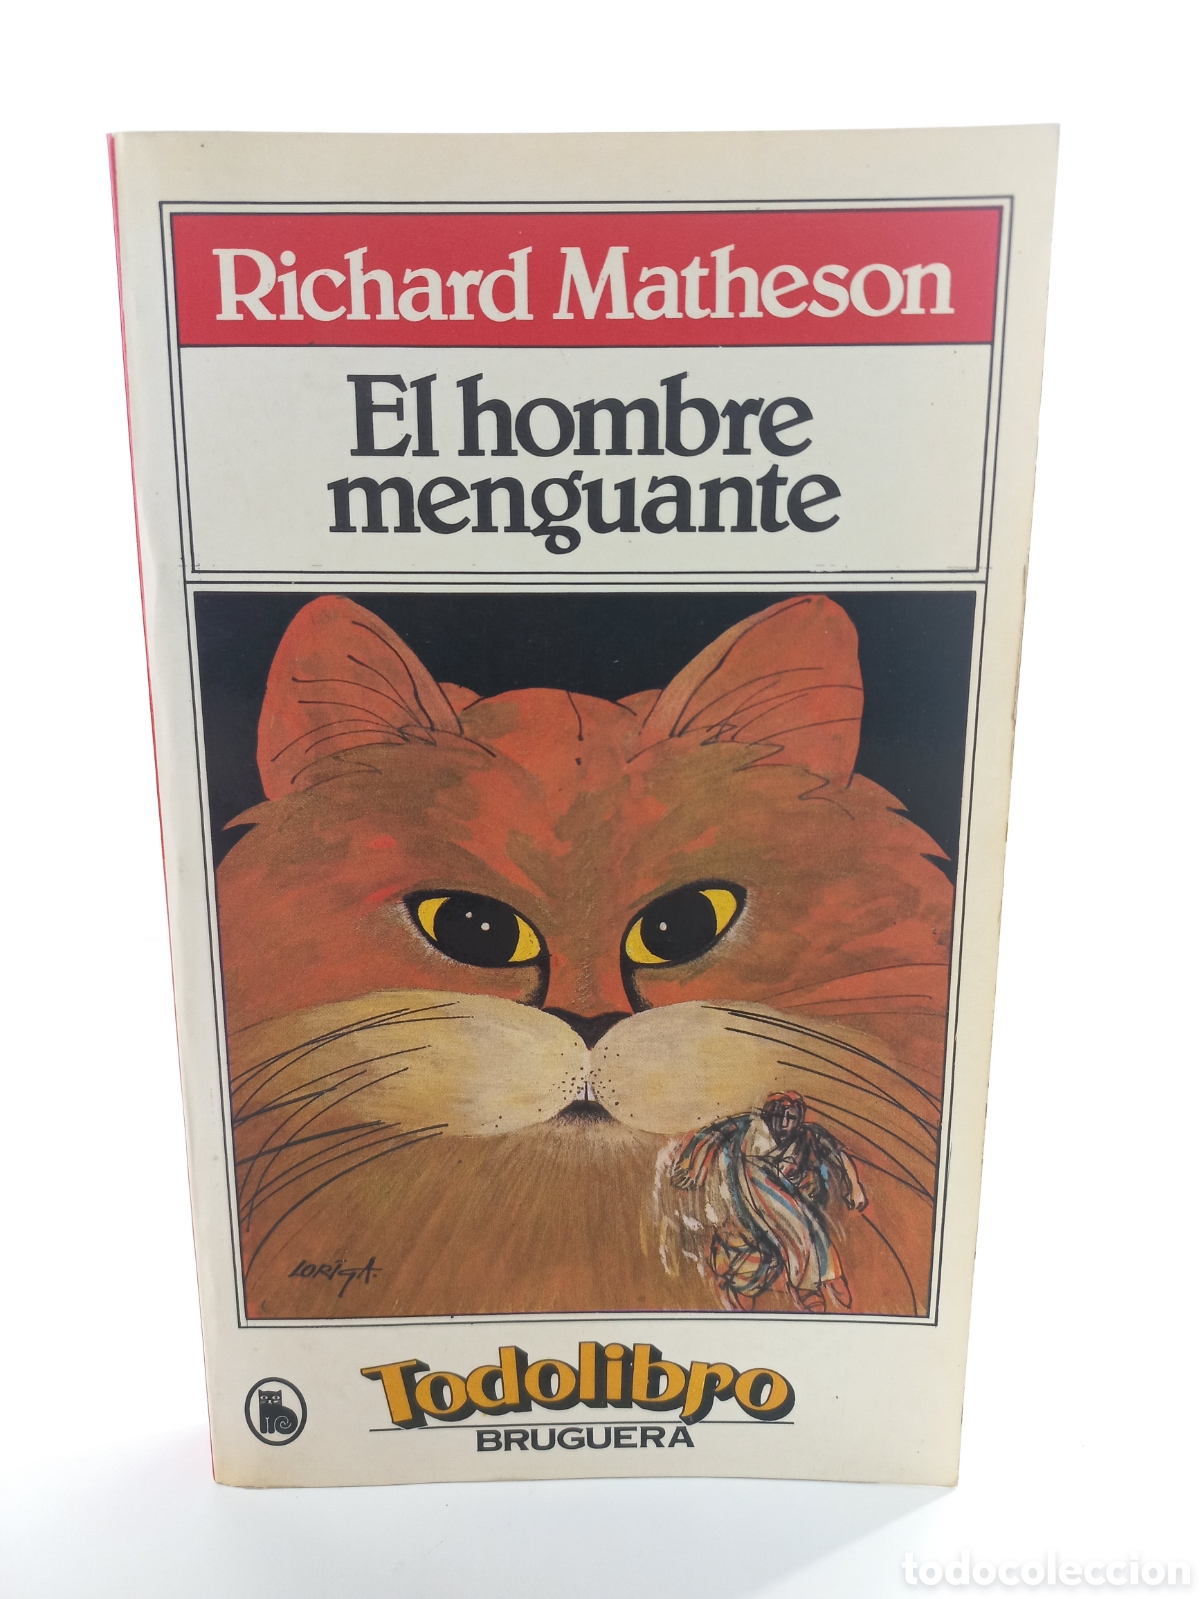 Richard Matheson
El hombre
menguante
LORIGA.
Todolibro
BRUGUERA
todocoleccion